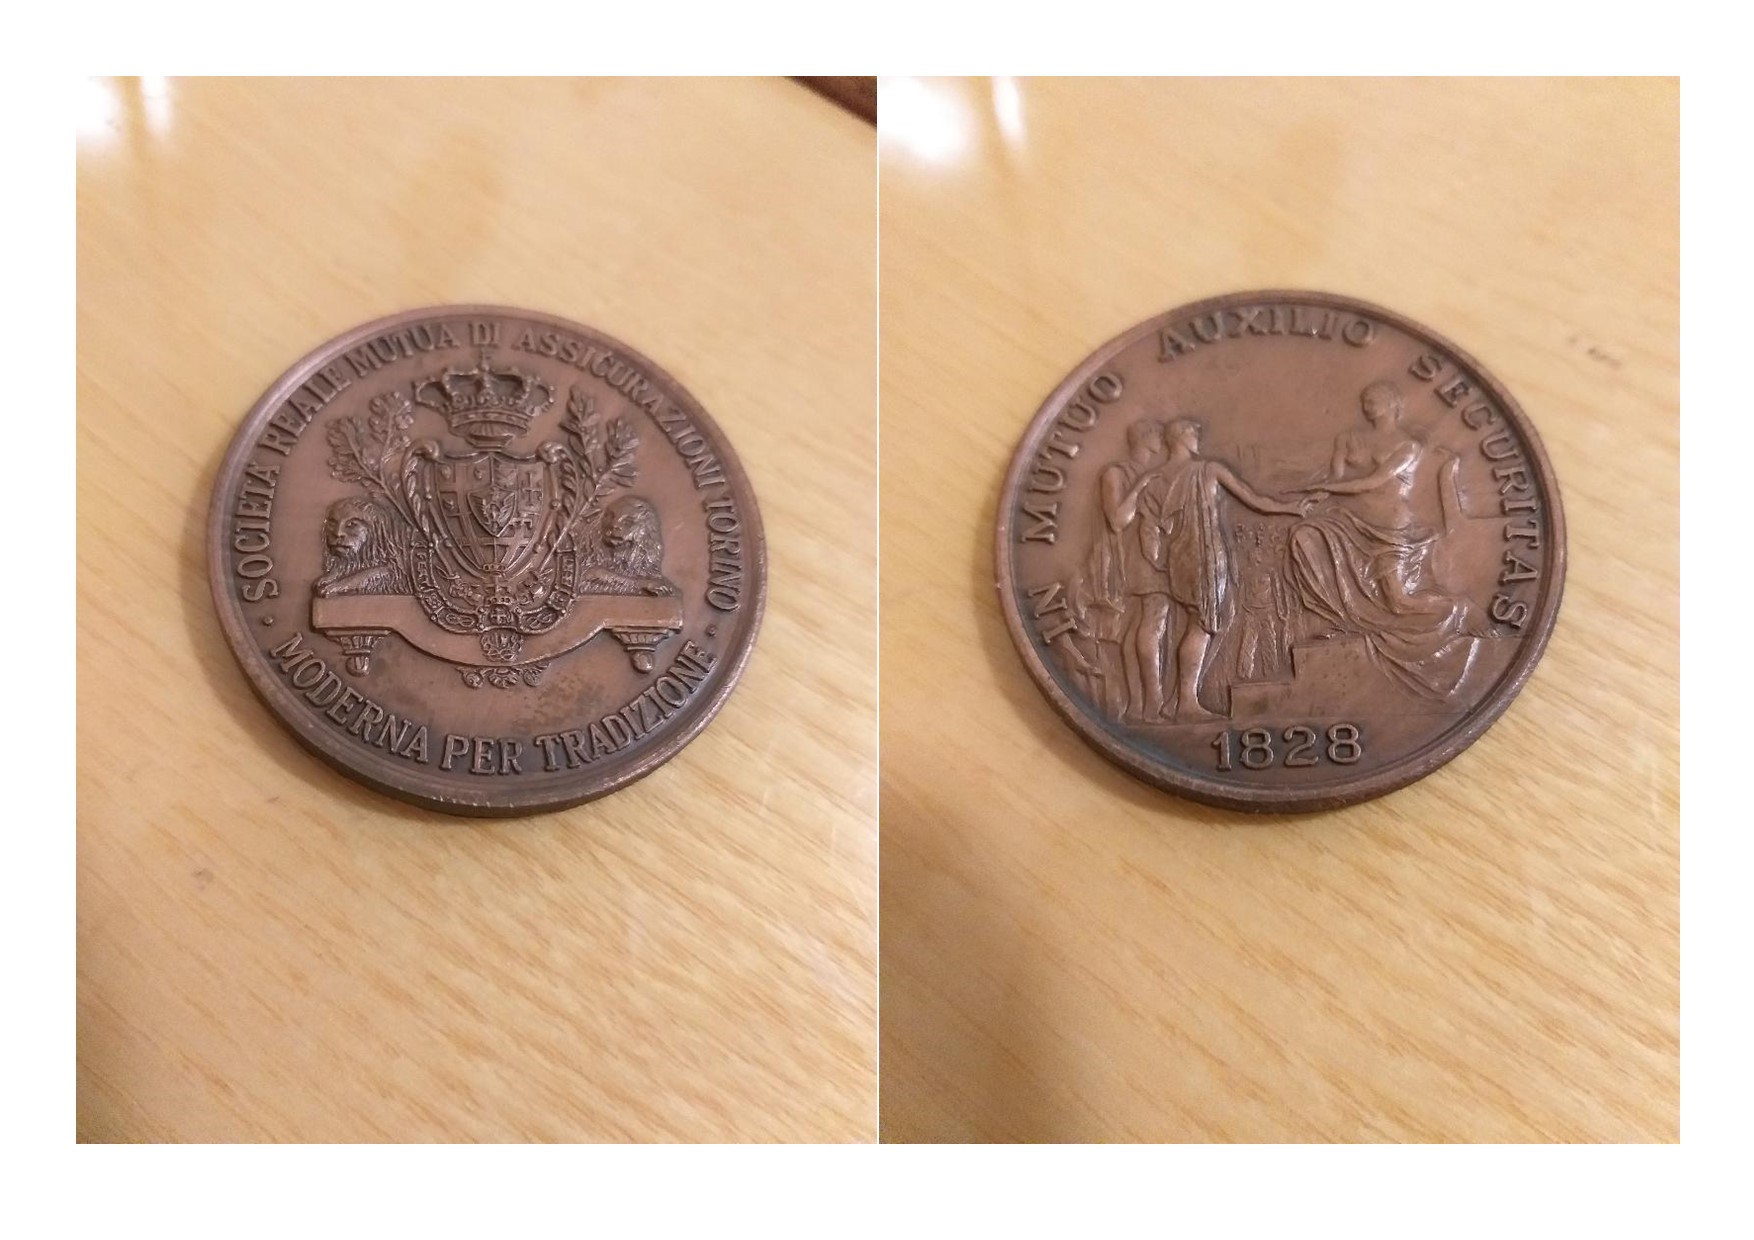 · SOCIETÀ REALE MUTUA DI ASSICURAZIONI TORINO ·
MODERNA PER TRADIZIONE
IN MUTUO AUXILIO SECURITAS
1828